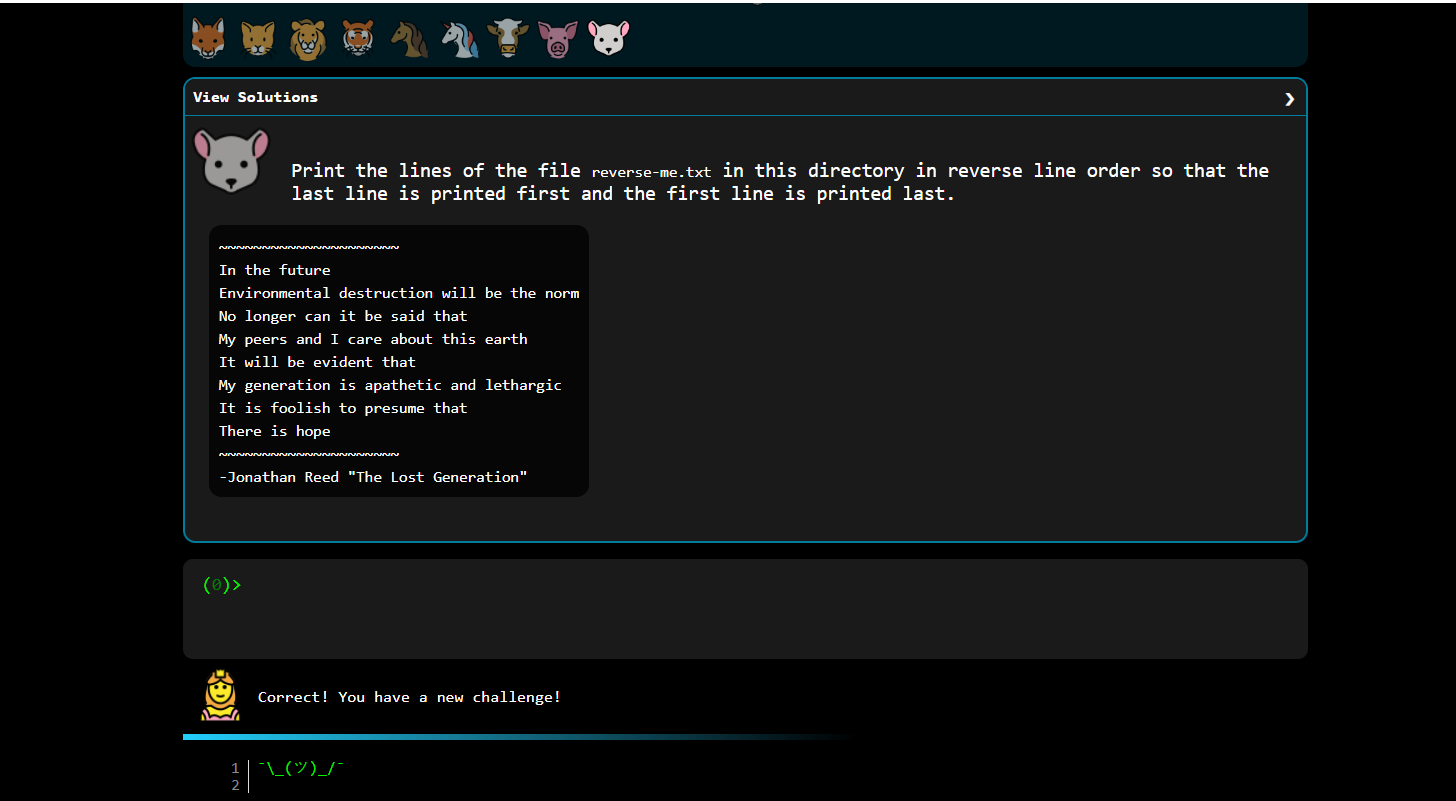 View Solutions ❯
Print the lines of the file reverse-me.txt in this directory in reverse line order so that the
last line is printed first and the first line is printed last.
~~~~~~~~~~~~~~~~~~~~~
In the future
Environmental destruction will be the norm
No longer can it be said that
My peers and I care about this earth
It will be evident that
My generation is apathetic and lethargic
It is foolish to presume that
There is hope
~~~~~~~~~~~~~~~~~~~~~
-Jonathan Reed "The Lost Generation"
(0)>
Correct! You have a new challenge!
1 ¯\_(ツ)_/¯
2